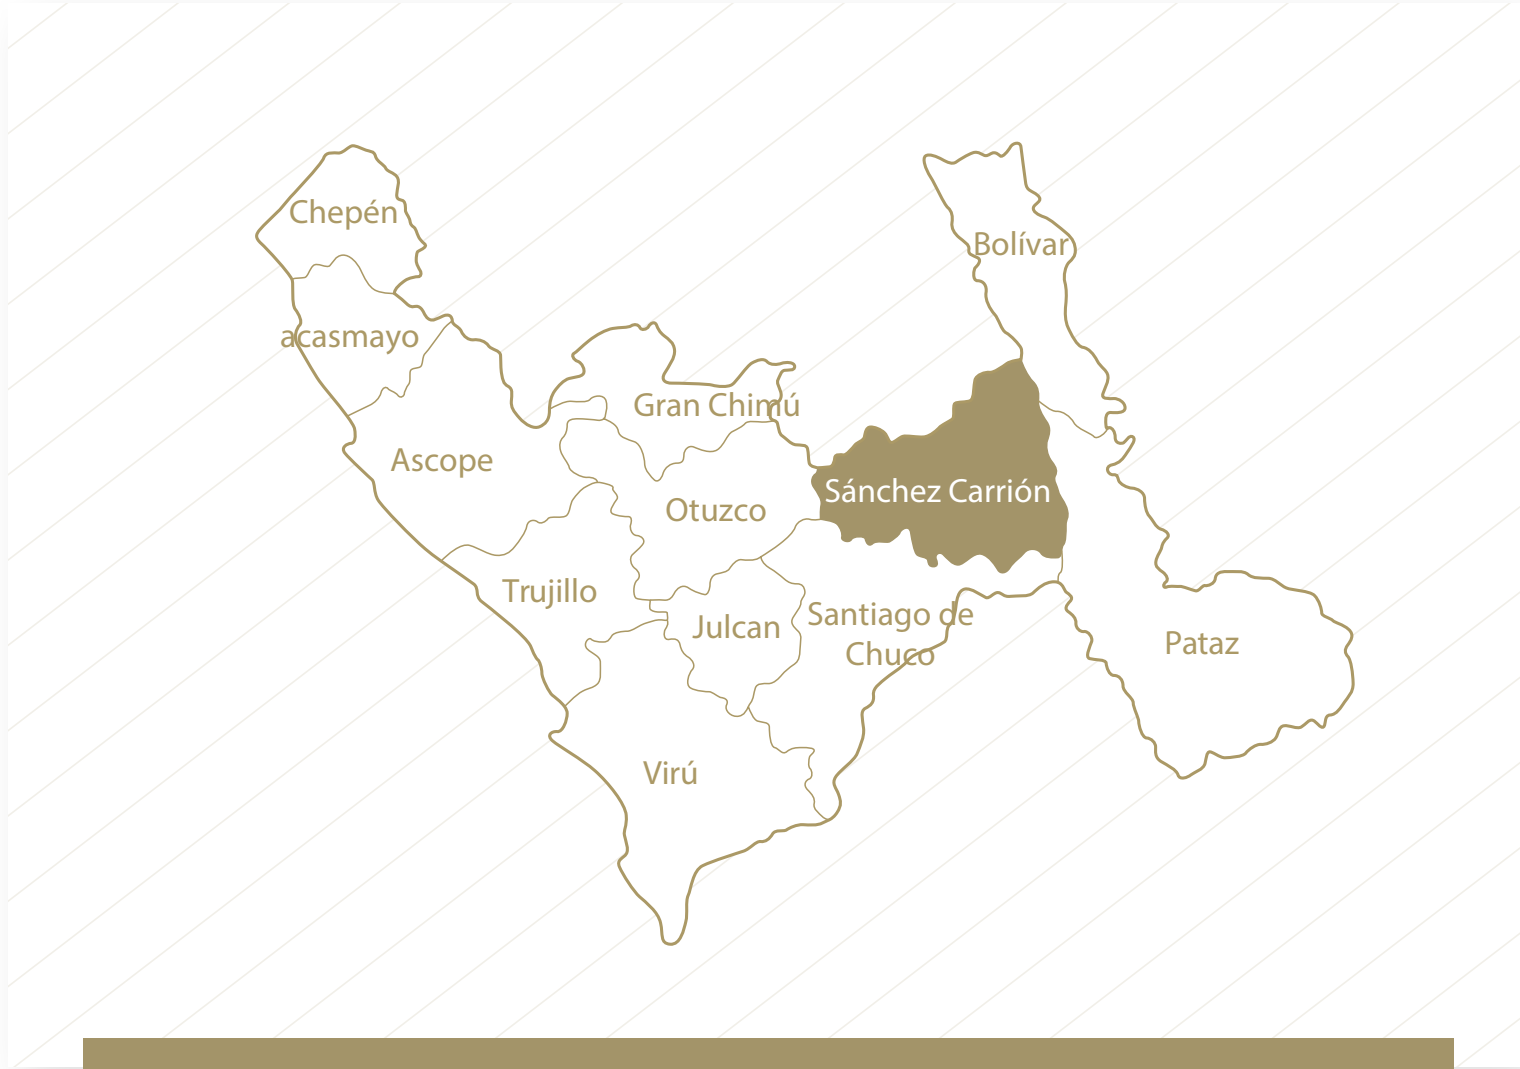 Chepén
Bolívar
acasmayo
Gran Chimú
Ascope
Sánchez Carrión
Otuzco
Trujillo
Santiago de
Chuco
Julcan
Pataz
Virú